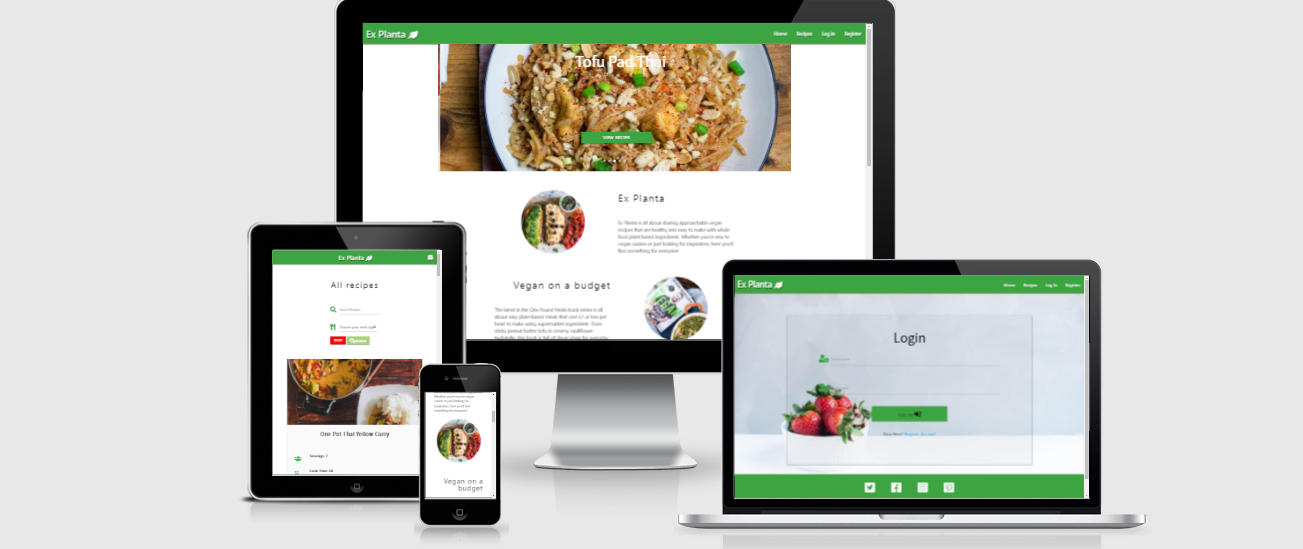 Ex Planta
Home Recipes Log In Register
Tofu Pad Thai
VIEW RECIPE
Ex Planta
Ex Planta is all about sharing approachable vegan
recipes that are healthy and easy to make with whole
food plant based ingredients. Whether you're new to
vegan cuisine or just looking for inspiration, here you'll
find something for everyone!
Vegan on a budget
The latest in the One Pound Meals book series is all
about easy plant-based meals that cost £1 or less per
head to make using supermarket ingredients. From
sticky peanut butter tofu to creamy cauliflower
Ex Planta
All recipes
Search Recipes
Choose your meal type
RESET
One Pot Thai Yellow Curry
Servings:
Cook Time:
Whether you're new to vegan
cuisine or just looking for
inspiration, here you'll find
something for everyone!
Vegan on a
budget
Ex Planta
Home Recipes Log In Register
Login
Log In
New Here? Register Account